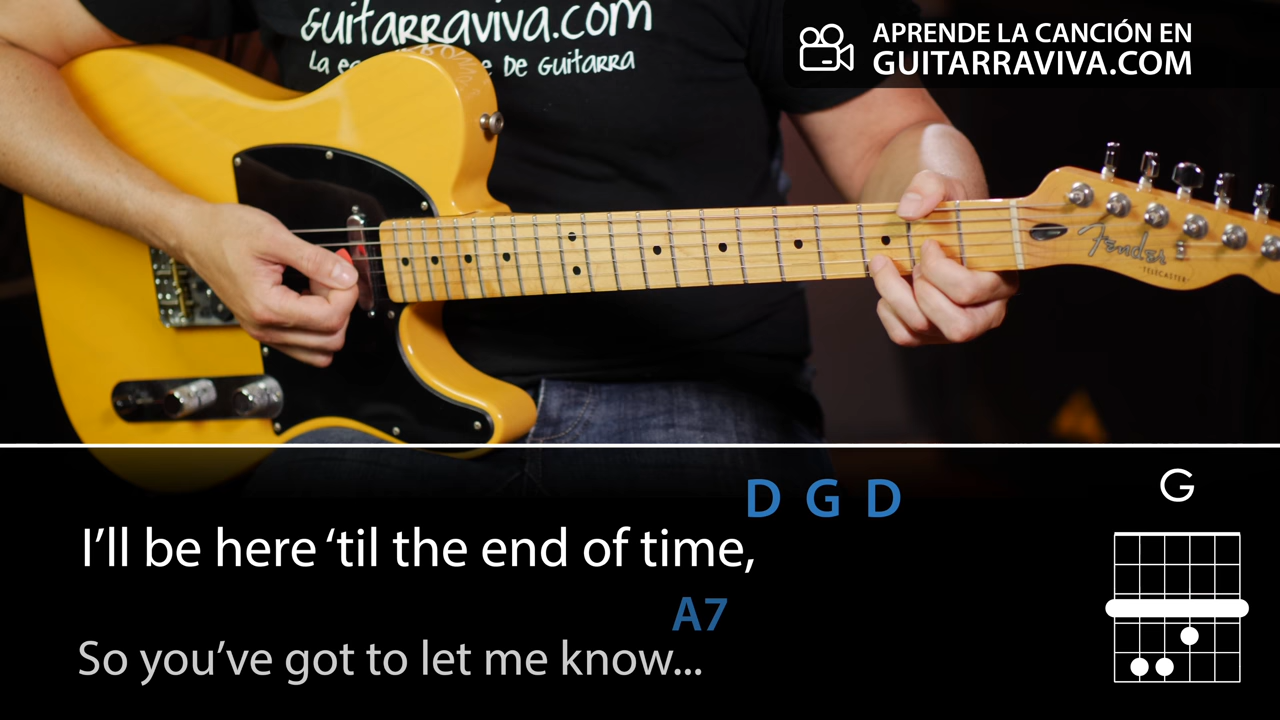 guitarraviva.com
La
e DE GUitaRRA
APRENDE LA CANCIÓN EN
GUITARRAVIVA.COM
Fender
TELECASTER
D G D
G
I'll be here ‘til the end of time,
A7
So you’ve got to let me know...